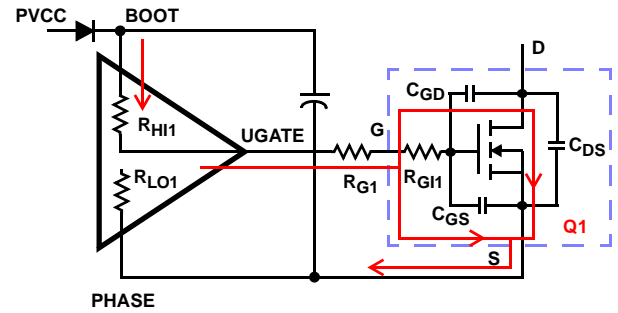 PVCC
BOOT
D
CGD
RHI1
UGATE
G
CDS
RLO1
RG1
RGI1
CGS
Q1
S
PHASE